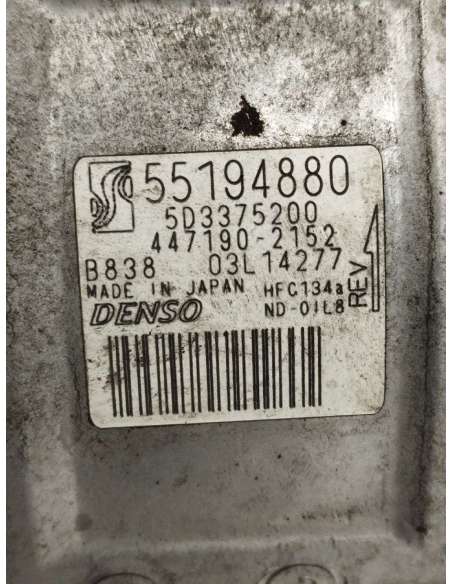 55194880
5D3375200
447190-2152
B838 03L14277
MADE IN JAPAN HFC134a
DENSO ND-OIL8
REV